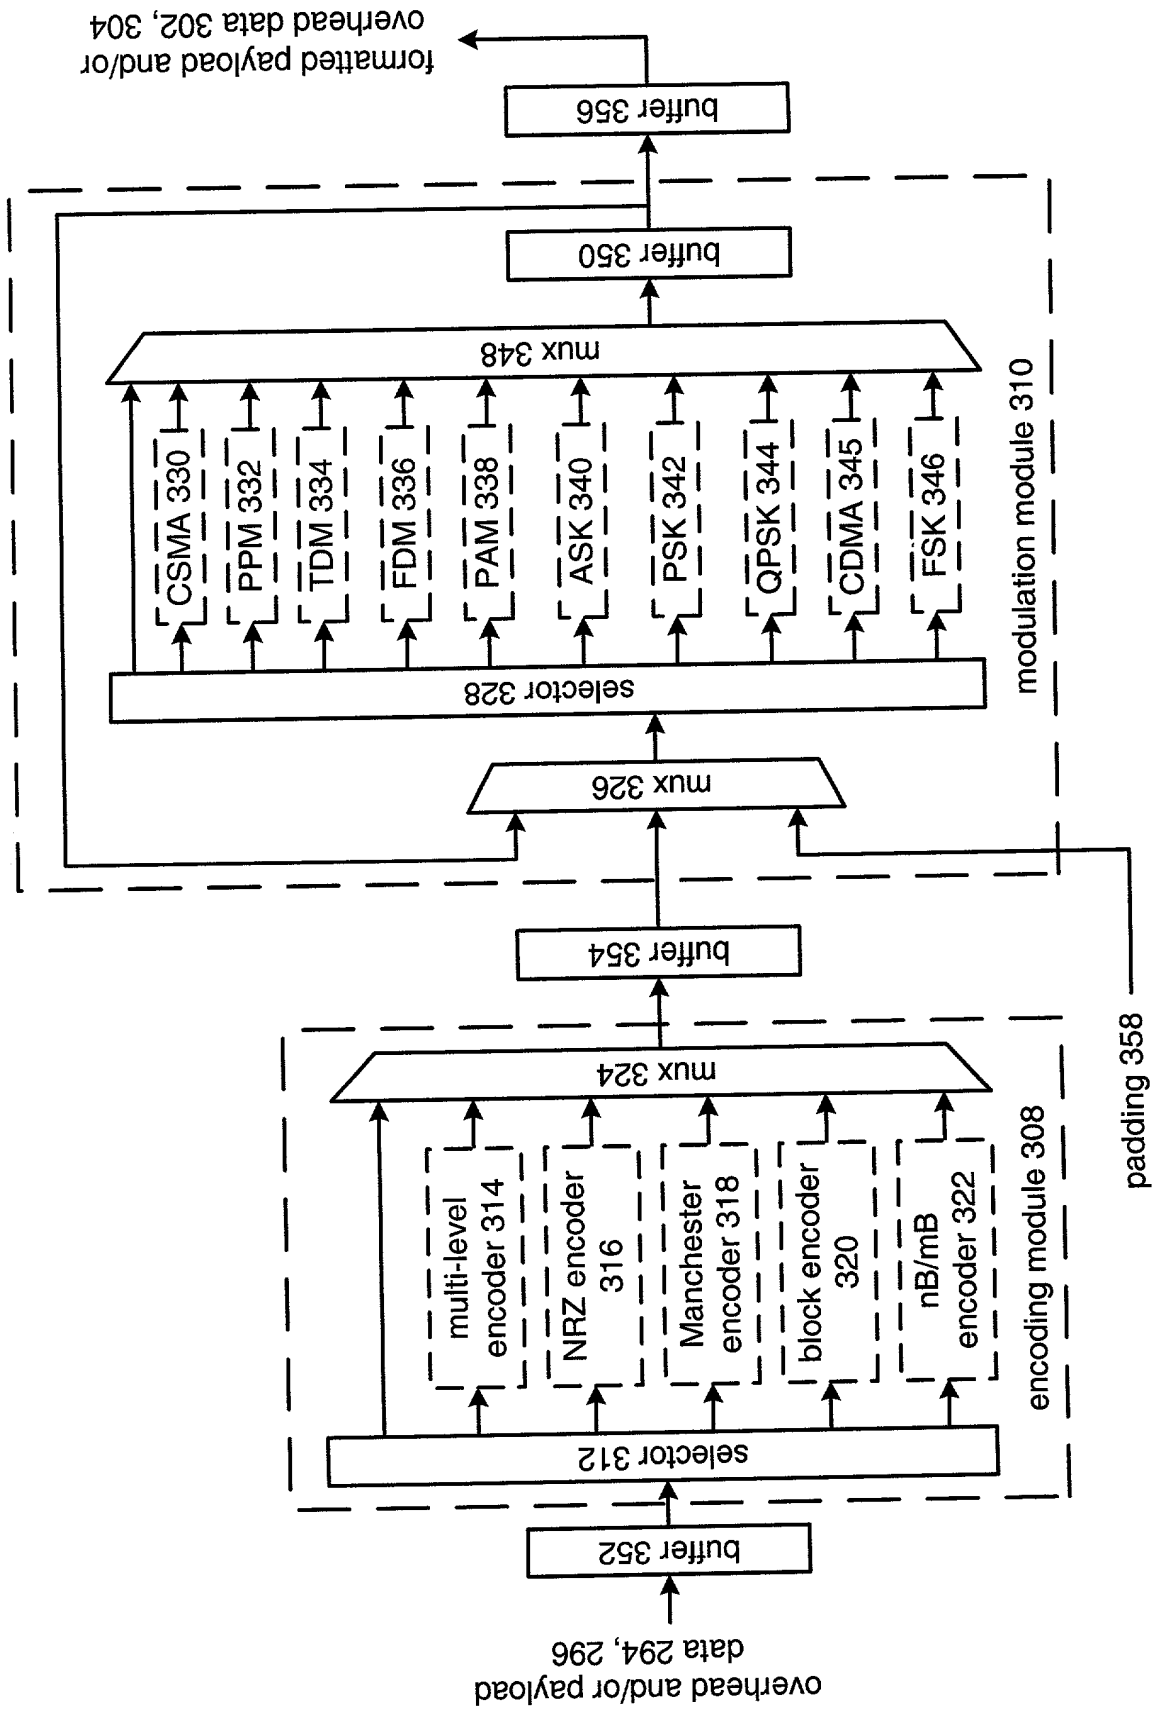 overhead and/or payload
data 294, 296
buffer 352
selector 312
multi-level
encoder 314
NRZ encoder
316
Manchester
encoder 318
block encoder
320
nB/mB
encoder 322
mux 324
encoding module 308
buffer 354
padding 358
mux 326
selector 328
CSMA 330
PPM 332
TDM 334
FDM 336
PAM 338
ASK 340
PSK 342
QPSK 344
CDMA 345
FSK 346
mux 348
buffer 350
modulation module 310
buffer 356
formatted payload and/or
overhead data 302, 304